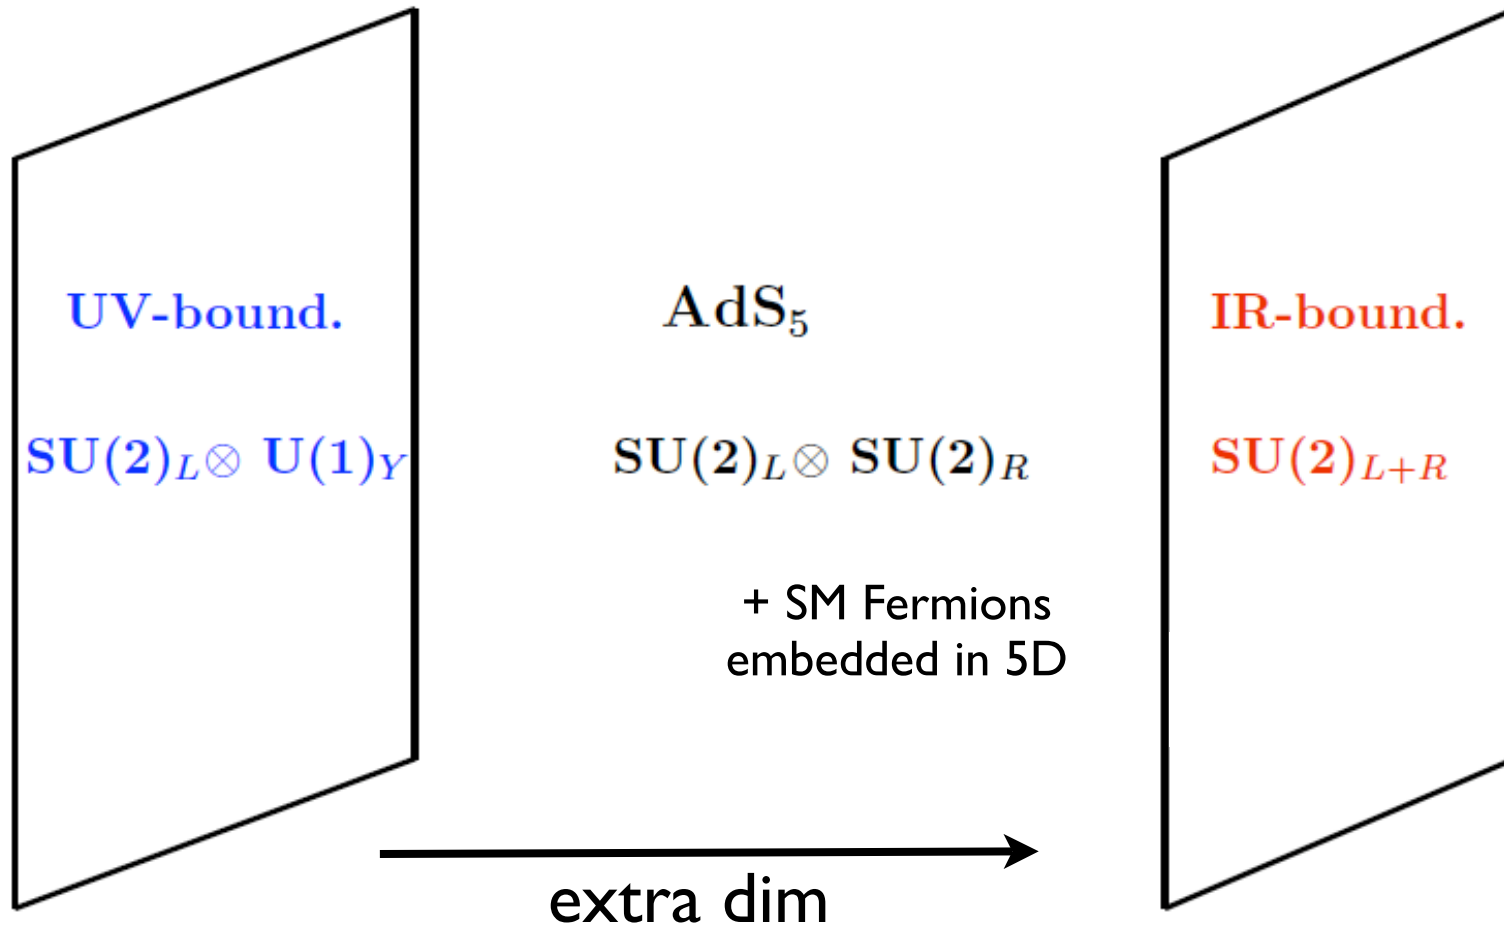 UV-bound.
SU(2)_L ⊗ U(1)_Y
AdS_5
SU(2)_L ⊗ SU(2)_R
+ SM Fermions
embedded in 5D
IR-bound.
SU(2)_{L+R}
extra dim